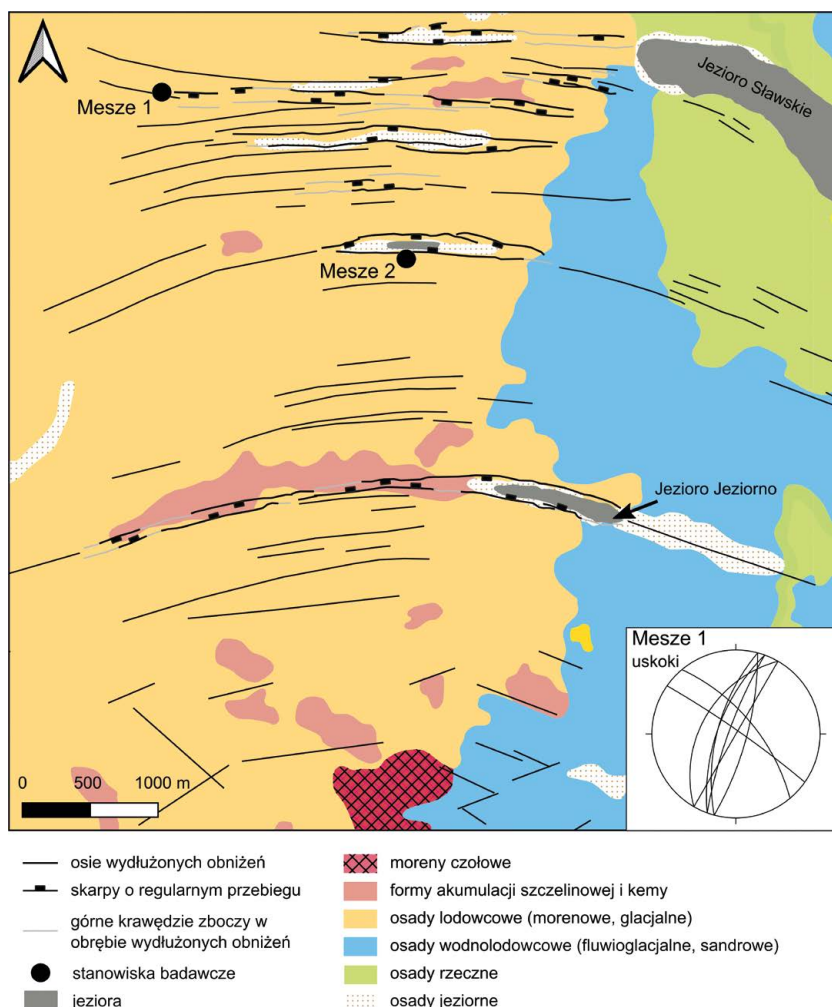 Jezioro Sławskie
Mesze 1
Mesze 2
Jezioro Jeziorno
Mesze 1
uskoki
0 500 1000 m
osie wydłużonych obniżeń
skarpy o regularnym przebiegu
górne krawędzie zboczy w
obrębie wydłużonych obniżeń
stanowiska badawcze
jeziora
moreny czołowe
formy akumulacji szczelinowej i kemy
osady lodowcowe (morenowe, glacjalne)
osady wodnolodowcowe (fluwioglacjalne, sandrowe)
osady rzeczne
osady jeziorne